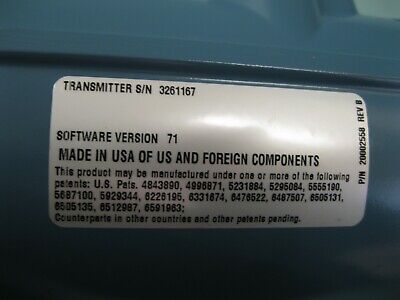 TRANSMITTER S/N 3261167
SOFTWARE VERSION 71
MADE IN USA OF US AND FOREIGN COMPONENTS
This product may be manufactured under one or more of the following
patents: U.S. Pats. 4843890, 4996871, 5231884, 5295084, 5555190,
5687100, 5929344, 6226195, 6331674, 6476522, 6487507, 6505131,
6505135, 6512987, 6591963;
Counterparts in other countries and other patents pending.
P/N 20002558 REV B